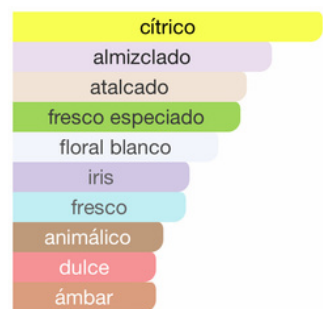 cítrico
almizclado
atalcado
fresco especiado
floral blanco
iris
fresco
animálico
dulce
ámbar